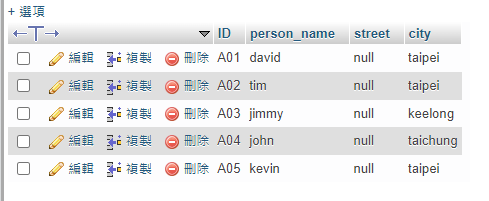 + 選項
←T→ ▼ ID person_name street city
編輯 複製 刪除 A01 david null taipei
編輯 複製 刪除 A02 tim null taipei
編輯 複製 刪除 A03 jimmy null keelong
編輯 複製 刪除 A04 john null taichung
編輯 複製 刪除 A05 kevin null taipei